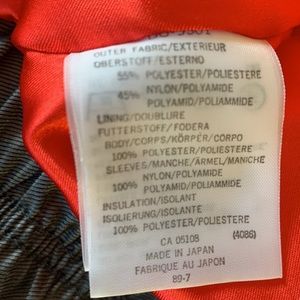 OUTER FABRIC/EXTERIEUR
OBERSTOFF/ESTERNO
55% POLYESTER/POLIESTERE
45% NYLON/POLYAMIDE
POLYAMID/POLIAMMIDE
LINING/DOUBLURE
FUTTERSTOFF/FODERA
BODY/CORPS/KÖRPER/CORPO
100% POLYESTER/POLIESTERE
SLEEVES/MANCHE/ÄRMEL/MANCHE
100% NYLON/POLYAMIDE
POLYAMID/POLIAMMIDE
INSULATION/ISOLANT
ISOLIERUNG/ISOLANTE
100% POLYESTER/POLIESTERE
CA 05108 (4086)
MADE IN JAPAN
FABRIQUE AU JAPON
89-7